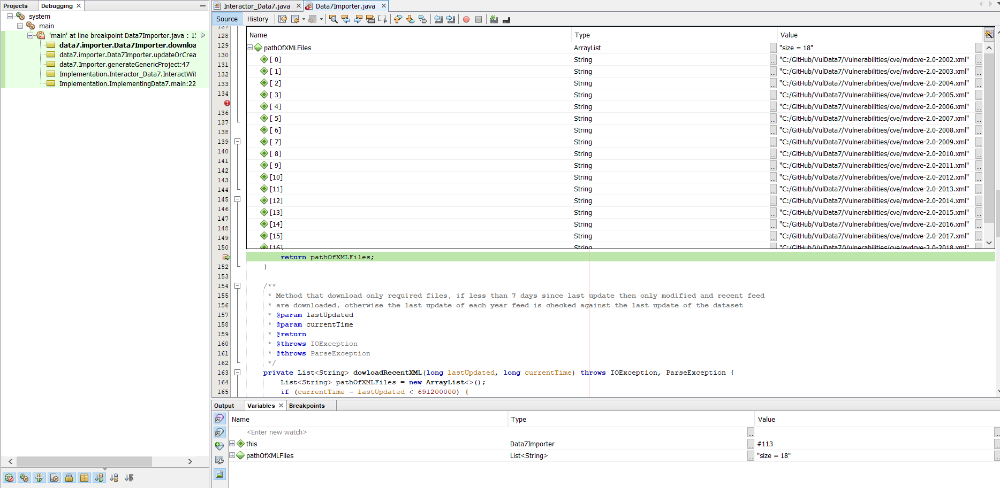 Projects Debugging
system
main
'main' at line breakpoint Data7Importer.java : 15
data7.importer.Data7Importer.downloa
data7.importer.Data7Importer.updateOrCrea
data7.Importer.generateGenericProject:47
Implementation.Interactor_Data7.InteractWit
Implementation.ImplementingData7.main:22
Interactor_Data7.java Data7Importer.java
Source History
127
128
129
130
131
132
133
134
136
137
138
139
140
141
142
143
144
145
146
147
148
149
150
Name Type Value
pathOfXMLFiles ArrayList "size = 18"
[ 0] String "C:/GitHub/VulData7/Vulnerabilities/cve/nvdcve-2.0-2002.xml"
[ 1] String "C:/GitHub/VulData7/Vulnerabilities/cve/nvdcve-2.0-2003.xml"
[ 2] String "C:/GitHub/VulData7/Vulnerabilities/cve/nvdcve-2.0-2004.xml"
[ 3] String "C:/GitHub/VulData7/Vulnerabilities/cve/nvdcve-2.0-2005.xml"
[ 4] String "C:/GitHub/VulData7/Vulnerabilities/cve/nvdcve-2.0-2006.xml"
[ 5] String "C:/GitHub/VulData7/Vulnerabilities/cve/nvdcve-2.0-2007.xml"
[ 6] String "C:/GitHub/VulData7/Vulnerabilities/cve/nvdcve-2.0-2008.xml"
[ 7] String "C:/GitHub/VulData7/Vulnerabilities/cve/nvdcve-2.0-2009.xml"
[ 8] String "C:/GitHub/VulData7/Vulnerabilities/cve/nvdcve-2.0-2010.xml"
[ 9] String "C:/GitHub/VulData7/Vulnerabilities/cve/nvdcve-2.0-2011.xml"
[10] String "C:/GitHub/VulData7/Vulnerabilities/cve/nvdcve-2.0-2012.xml"
[11] String "C:/GitHub/VulData7/Vulnerabilities/cve/nvdcve-2.0-2013.xml"
[12] String "C:/GitHub/VulData7/Vulnerabilities/cve/nvdcve-2.0-2014.xml"
[13] String "C:/GitHub/VulData7/Vulnerabilities/cve/nvdcve-2.0-2015.xml"
[14] String "C:/GitHub/VulData7/Vulnerabilities/cve/nvdcve-2.0-2016.xml"
[15] String "C:/GitHub/VulData7/Vulnerabilities/cve/nvdcve-2.0-2017.xml"
[16] String "C:/GitHub/VulData7/Vulnerabilities/cve/nvdcve-2.0-2018.xml"
return pathOfXMLFiles;
152 }
153
154 /**
155 * Method that download only required files, if less than 7 days since last update then only modified and recent feed
156 * are downloaded, otherwise the last update of each year feed is checked against the last update of the dataset
157 * @param lastUpdated
158 * @param currentTime
159 * @return
160 * @throws IOException
161 * @throws ParseException
162 */
163 private List<String> dowloadRecentXML(long lastUpdated, long currentTime) throws IOException, ParseException {
164 List<String> pathOfXMLFiles = new ArrayList<>();
165 if (currentTime - lastUpdated < 691200000) {
Output Variables Breakpoints
Name Type Value
<Enter new watch>
this Data7Importer #113
pathOfXMLFiles List<String> "size = 18"